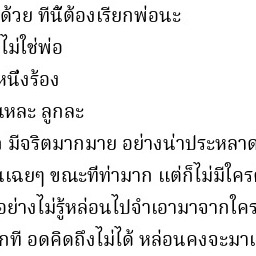 ด้วย ทีนี้ต้องเรียกพ่อนะ
ไม่ใช่พ่อ
หนึ่งร้อง
แหละ ลูกละ
มีจริตมากมาย อย่างน่าประหลาด
เฉยๆ ขณะทีท่ามาก แต่ก็ไม่มีใคร
อย่างไม่รู้หล่อนไปจำเอามาจากใคร
ที อดคิดถึงไม่ได้ หล่อนคงจะมา